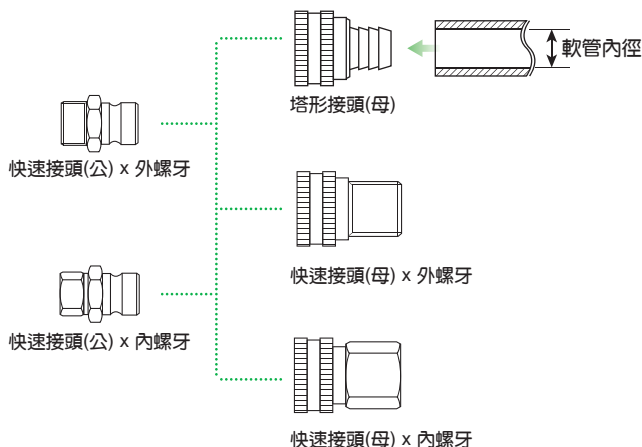 軟管內徑
塔形接頭(母)
快速接頭(公) x 外螺牙
快速接頭(母) x 外螺牙
快速接頭(公) x 內螺牙
快速接頭(母) x 內螺牙